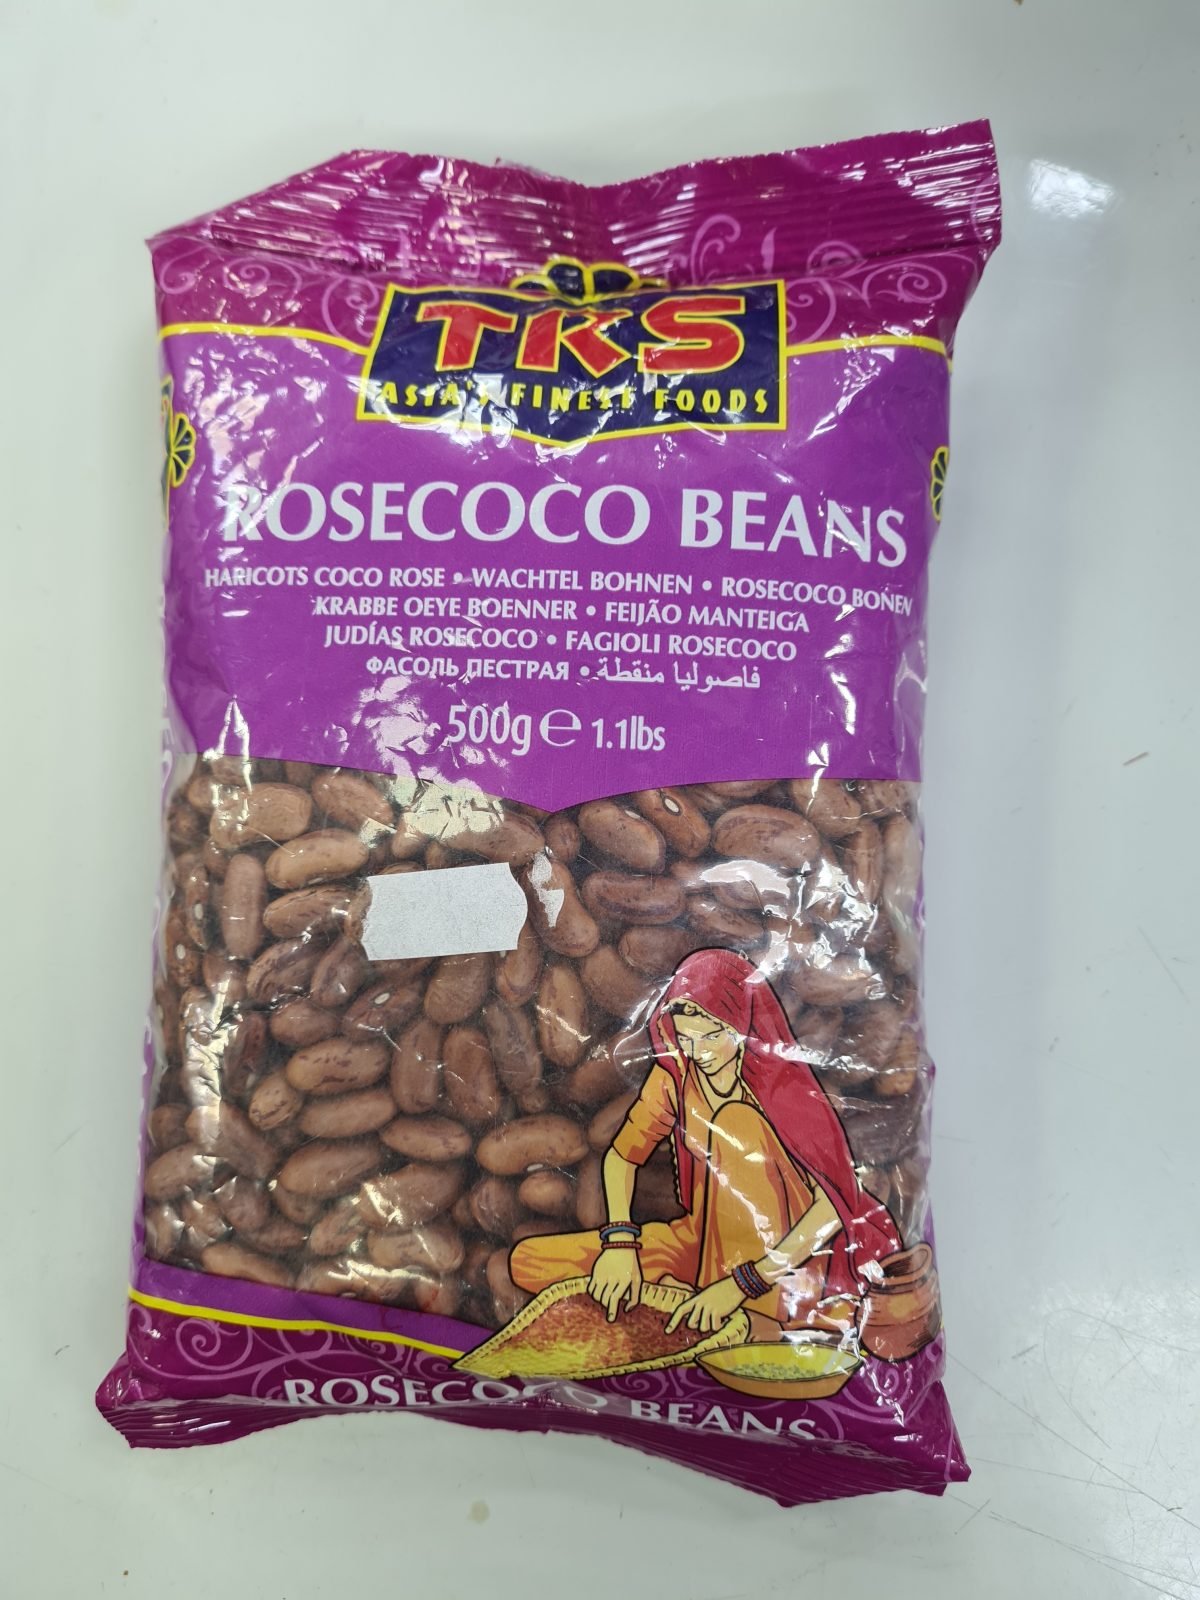 TRS
ASIA'S FINEST FOODS
ROSECOCO BEANS
HARICOTS COCO ROSE • WACHTEL BOHNEN • ROSECOCO BONEN
KRABBE OEYE BOENNER • FEIJÃO MANTEIGA
JUDÍAS ROSECOCO • FAGIOLI ROSECOCO
ФАСОЛЬ ПЕСТРАЯ • فاصوليا منقطة
500g ℮ 1.1lbs
ROSECOCO BEANS